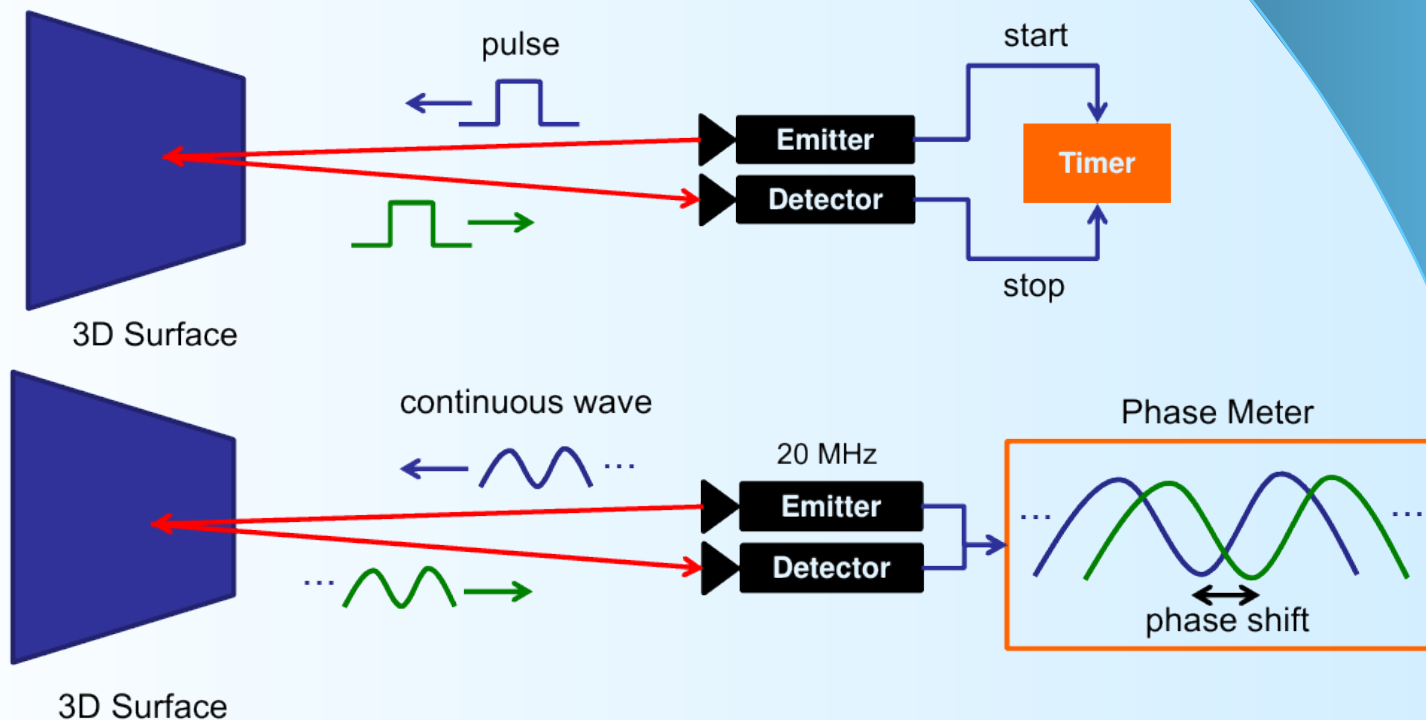 pulse
start
Emitter
Timer
Detector
stop
3D Surface
continuous wave
Phase Meter
20 MHz
...
Emitter
...
...
Detector
...
phase shift
3D Surface